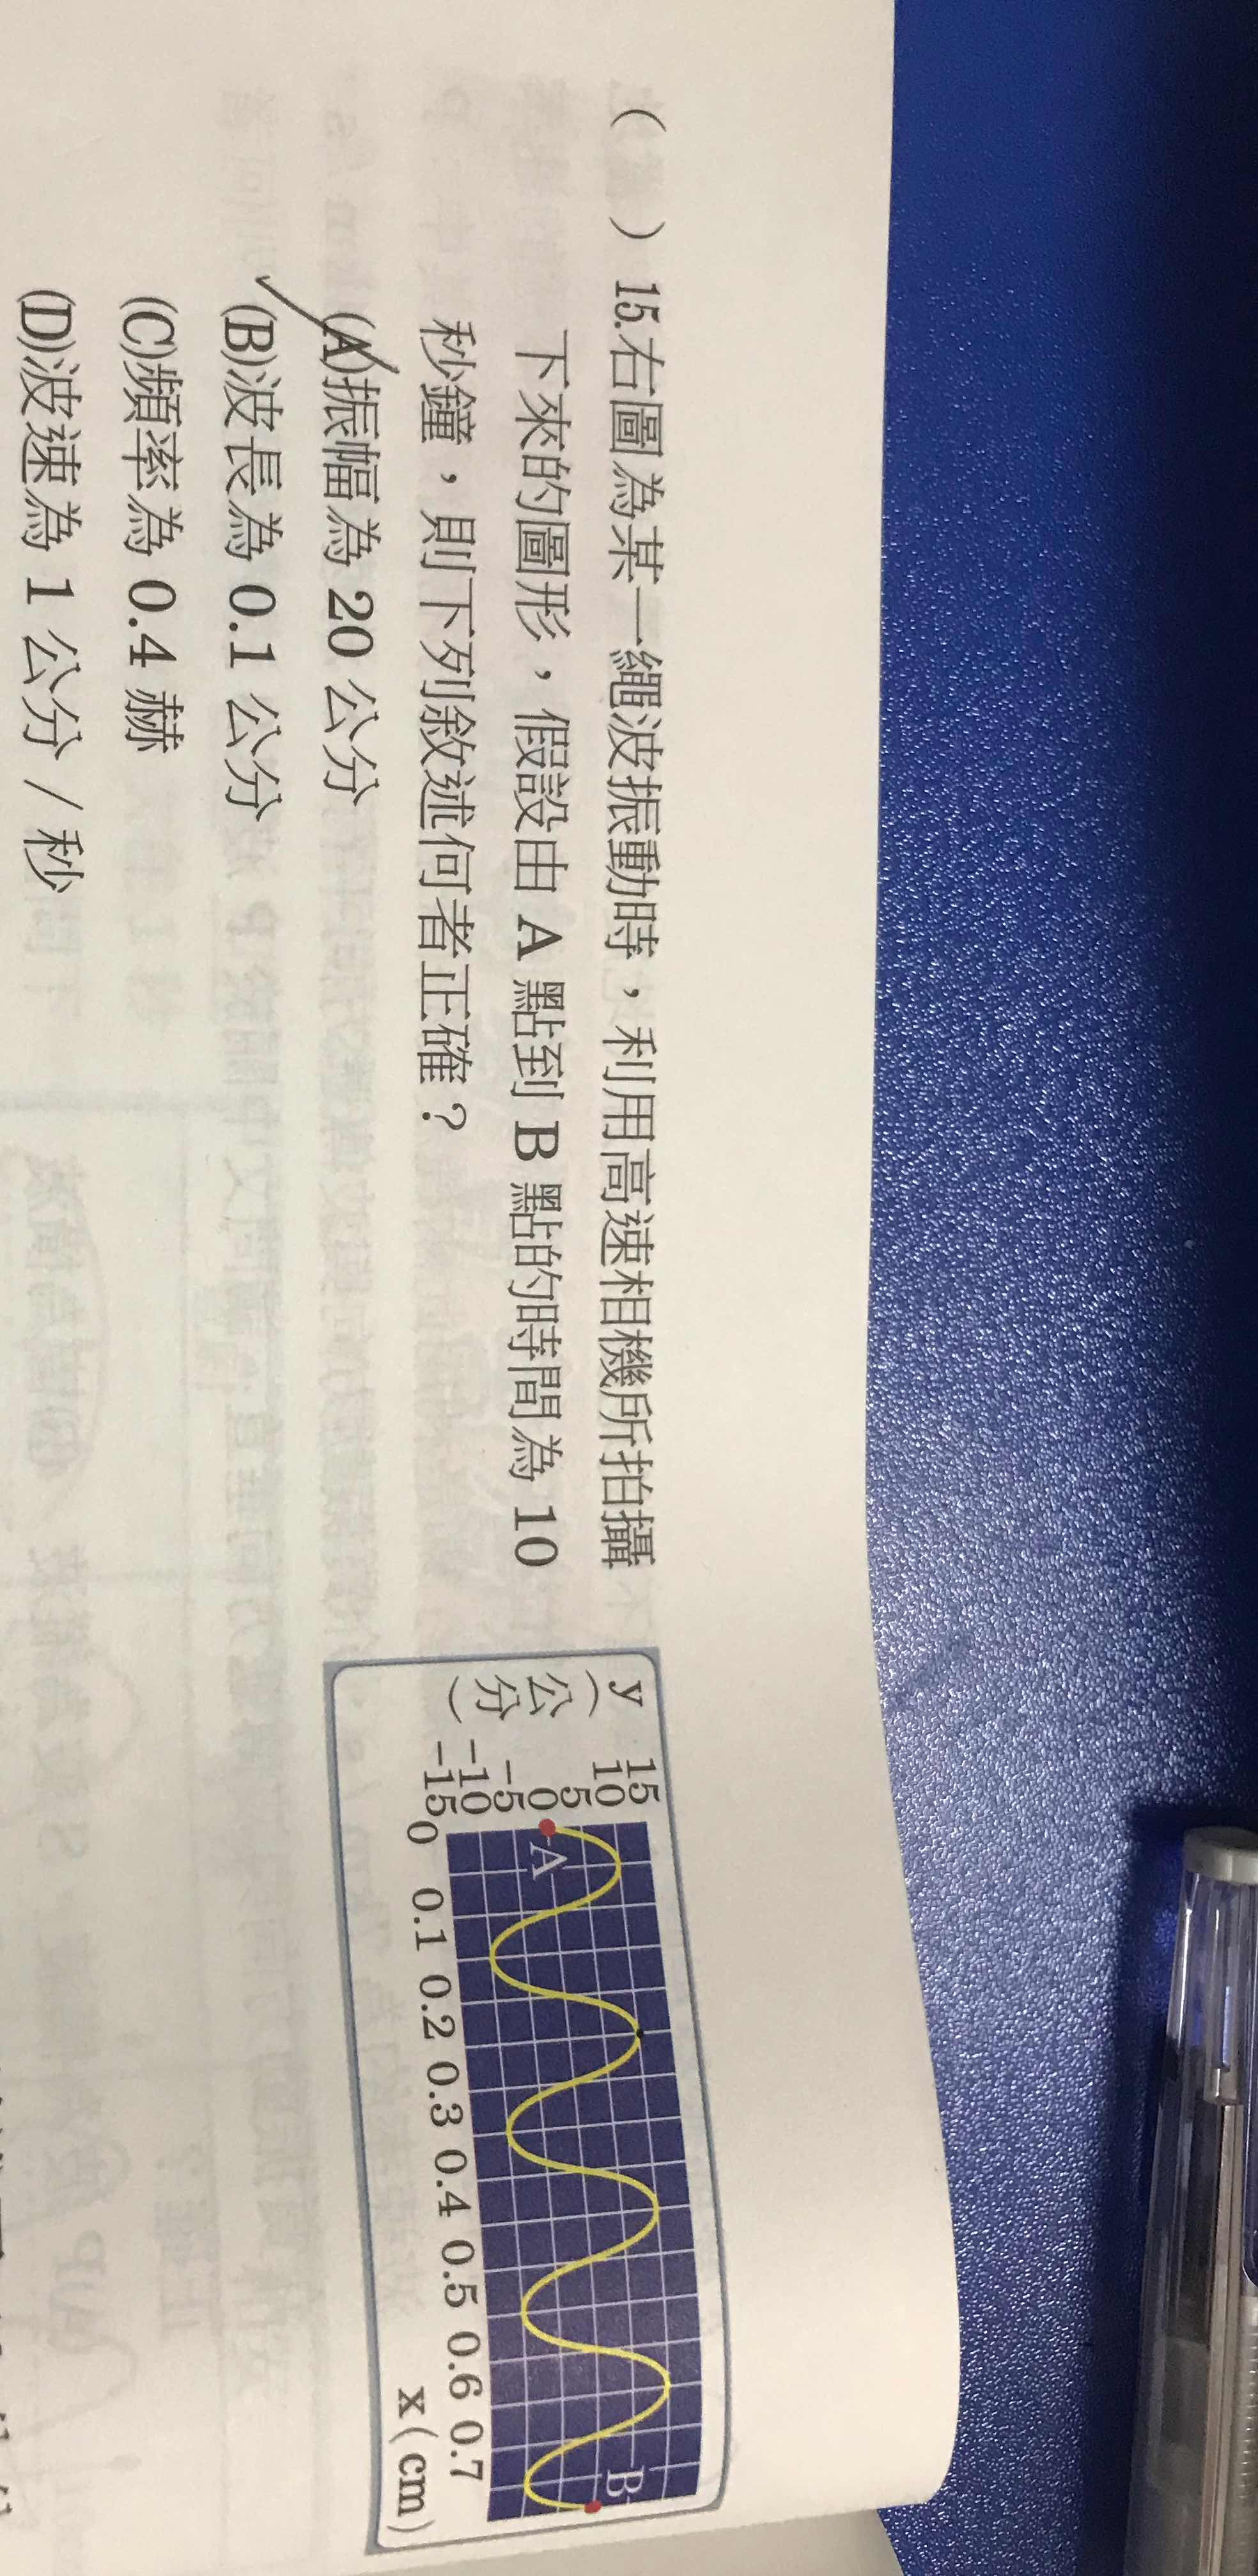 (　　) 15.右圖為某一繩波振動時，利用高速相機所拍攝
下來的圖形，假設由 A 點到 B 點的時間為 10
秒鐘，則下列敘述何者正確？
(A)振幅為 20 公分
(B)波長為 0.1 公分
(C)頻率為 0.4 赫
(D)波速為 1 公分 / 秒
y(公分)
15
10
5
0
−5
−10
−15
A
B
0 0.1 0.2 0.3 0.4 0.5 0.6 0.7
x(cm)